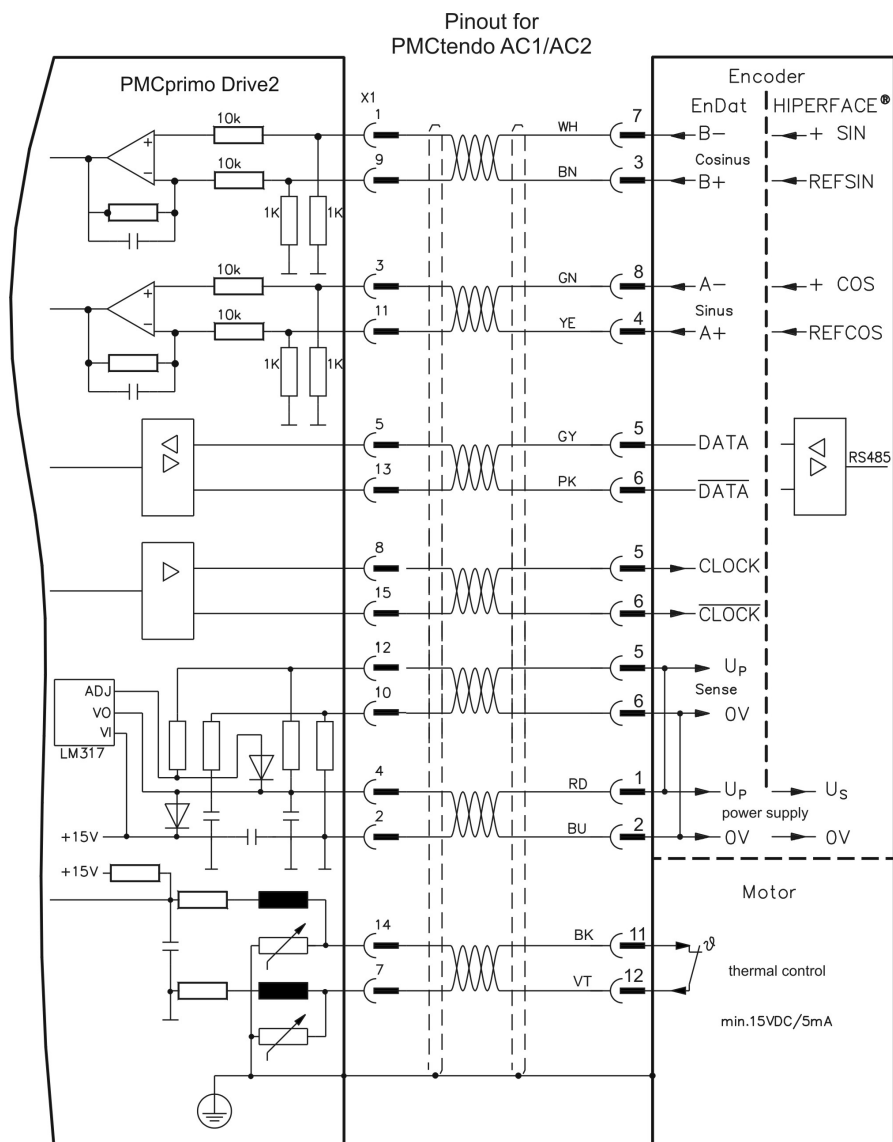 Pinout for
PMCtendo AC1/AC2
PMCprimo Drive2
X1
Encoder
EnDat HIPERFACE®
10k 1 WH 7 B− + SIN
Cosinus
10k 9 BN 3 B+ REFSIN
1K 1K
10k 3 GN 8 A− + COS
Sinus
10k 11 YE 4 A+ REFCOS
1K 1K
5 GY 5 DATA
RS485
13 PK 6 DATA
8 5 CLOCK
15 6 CLOCK
12 5 UP
Sense
10 6 0V
ADJ
VO
VI
LM317
4 RD 1 UP US
power supply
+15V 2 BU 2 0V 0V
+15V
Motor
14 BK 11 ϑ
thermal control
7 VT 12
min.15VDC/5mA